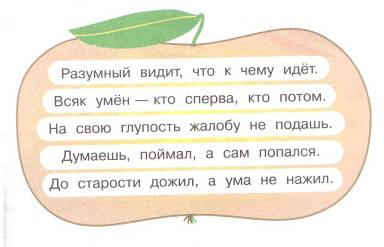 Разумный видит, что к чему идёт.
Всяк умён — кто сперва, кто потом.
На свою глупость жалобу не подашь.
Думаешь, поймал, а сам попался.
До старости дожил, а ума не нажил.